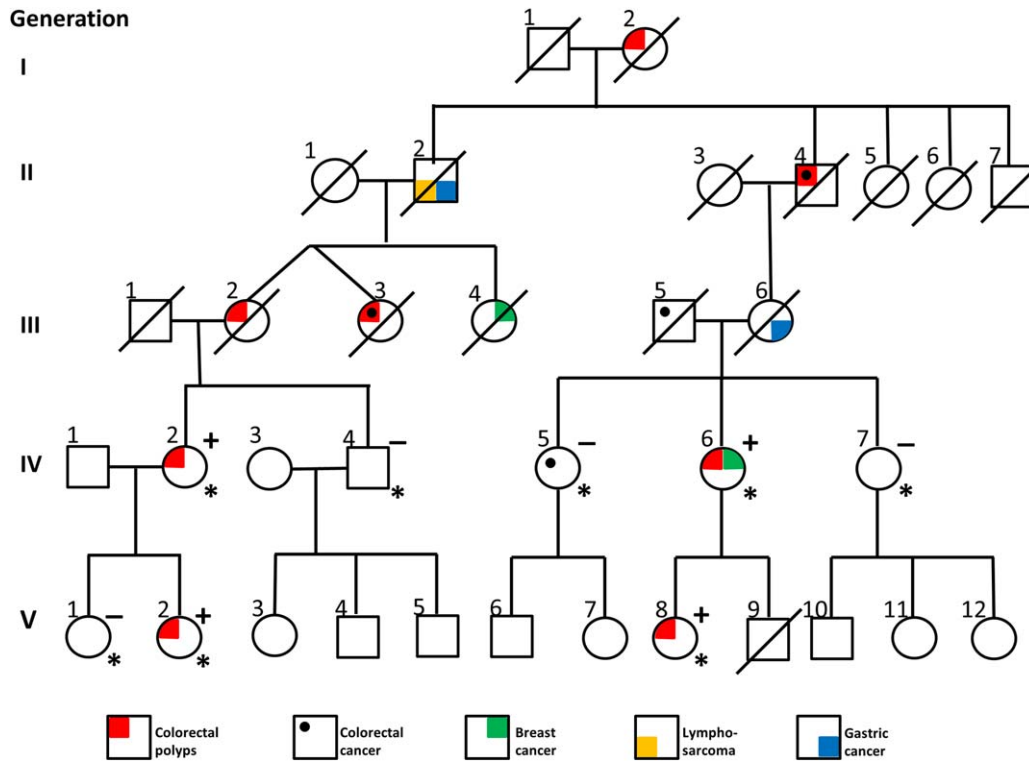 Generation
1 2
I
1 2 3 4 5 6 7
II
1 2 3 4 5 6
III
1 2 + 3 4 – 5 – 6 + 7 –
IV
* * * * *
1 – 2 + 3 4 5 6 7 8 + 9 10 11 12
V
* * *
Colorectal polyps
Colorectal cancer
Breast cancer
Lympho-
sarcoma
Gastric cancer